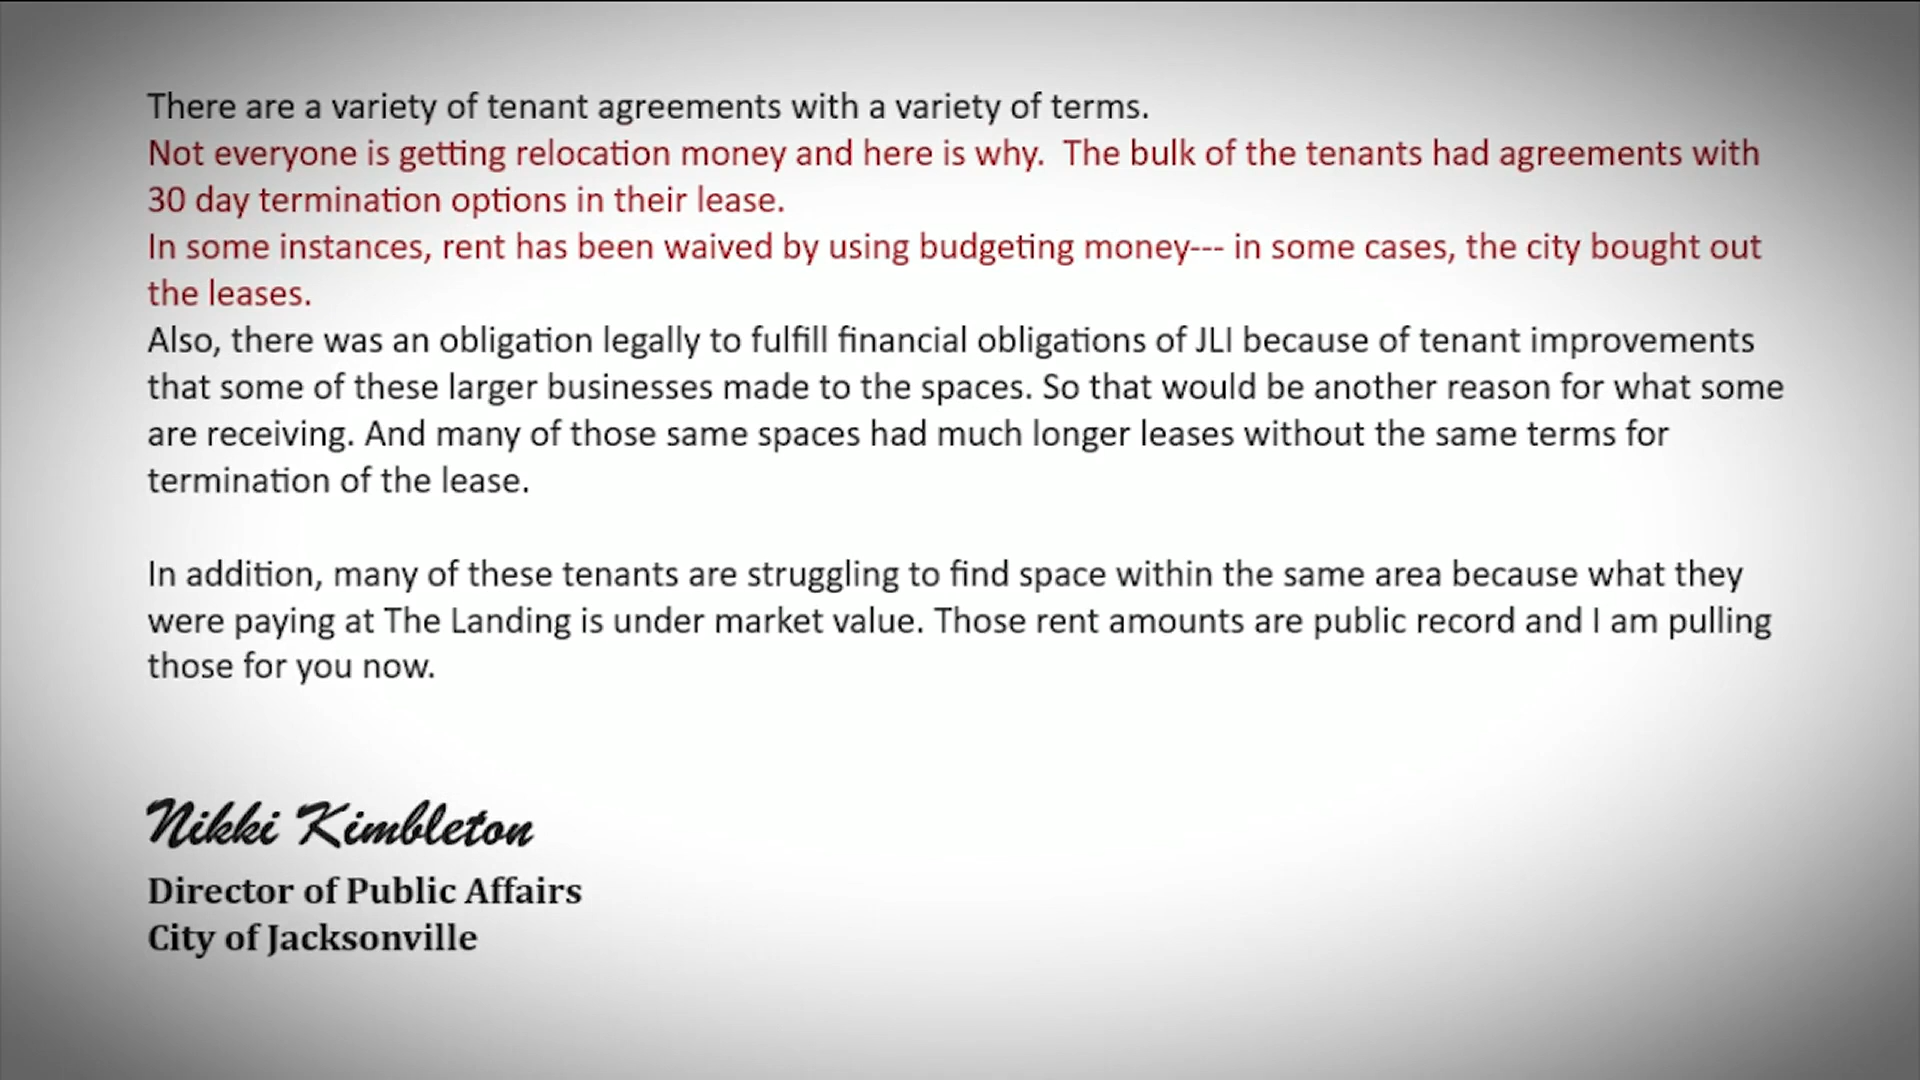 There are a variety of tenant agreements with a variety of terms.
Not everyone is getting relocation money and here is why.  The bulk of the tenants had agreements with
30 day termination options in their lease.
In some instances, rent has been waived by using budgeting money--- in some cases, the city bought out
the leases.
Also, there was an obligation legally to fulfill financial obligations of JLI because of tenant improvements
that some of these larger businesses made to the spaces. So that would be another reason for what some
are receiving. And many of those same spaces had much longer leases without the same terms for
termination of the lease.
In addition, many of these tenants are struggling to find space within the same area because what they
were paying at The Landing is under market value. Those rent amounts are public record and I am pulling
those for you now.
Nikki Kimbleton
Director of Public Affairs
City of Jacksonville